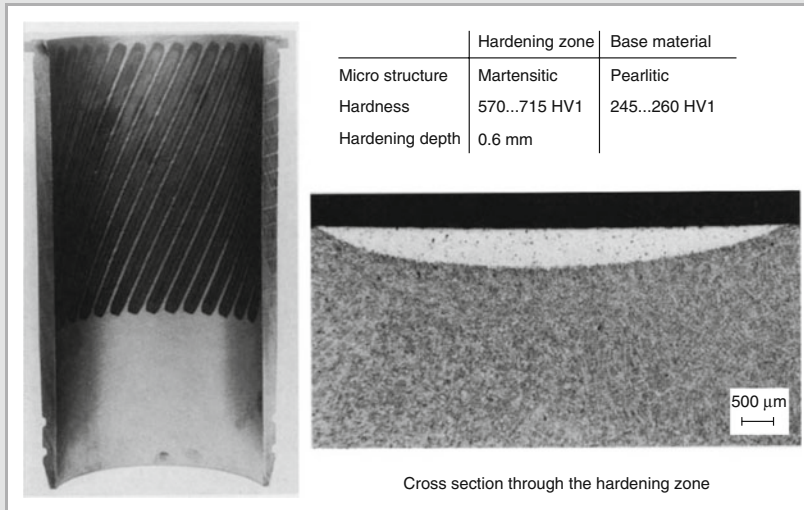 Hardening zone Base material
Micro structure Martensitic Pearlitic
Hardness 570...715 HV1 245...260 HV1
Hardening depth 0.6 mm
500 μm
Cross section through the hardening zone